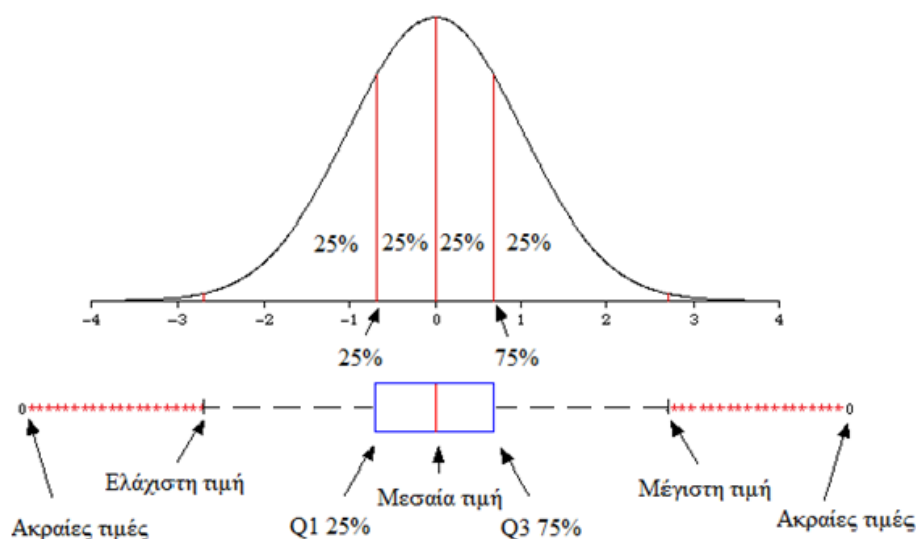 25% 25% 25% 25%
-4 -3 -2 -1 0 1 2 3 4
25% 75%
0 ******************** ******************** 0
Ελάχιστη τιμή Μεσαία τιμή Μέγιστη τιμή
Ακραίες τιμές Q1 25% Q3 75% Ακραίες τιμές